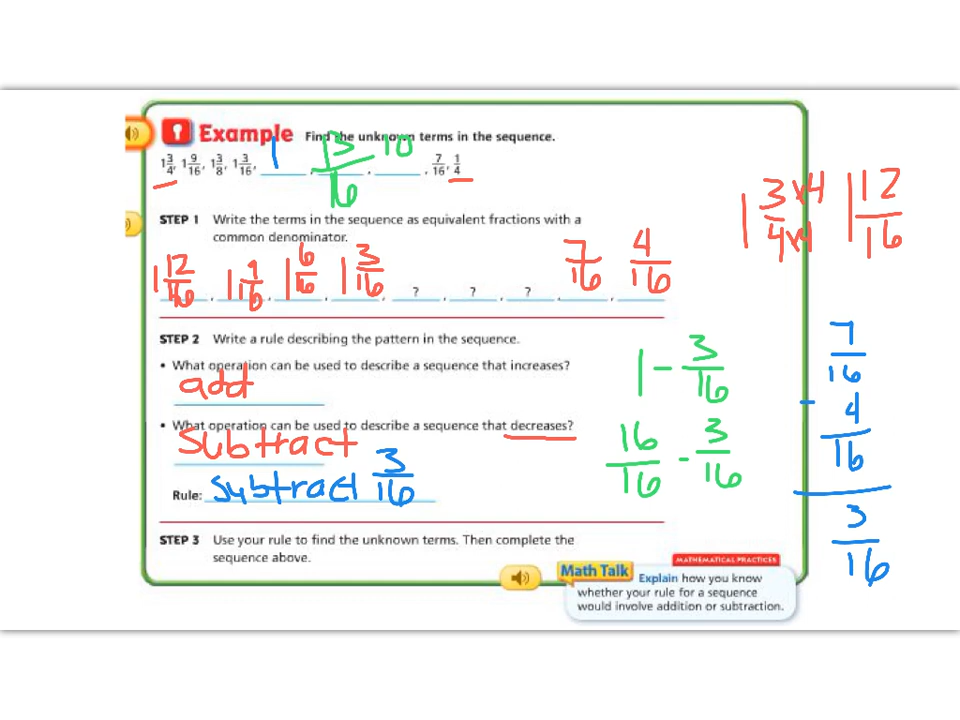 Example Find the unknown terms in the sequence.
1 3/4, 1 9/16, 1 3/8, 1 3/16, 1, 13/16, 10, 7/16, 1/4
STEP 1 Write the terms in the sequence as equivalent fractions with a
common denominator.
1 12/16, 1 9/16, 1 6/16, 1 3/16, ?, ?, ?, 7/16, 4/16
STEP 2 Write a rule describing the pattern in the sequence.
• What operation can be used to describe a sequence that increases?
add
• What operation can be used to describe a sequence that decreases?
subtract
Rule: subtract 3/16
STEP 3 Use your rule to find the unknown terms. Then complete the
sequence above.
Math Talk
MATHEMATICAL PRACTICES
Explain how you know
whether your rule for a sequence
would involve addition or subtraction.
1 - 3/16
16/16 - 3/16
1 3/4 x4 x4 1 12/16
7/16
- 4/16
3/16